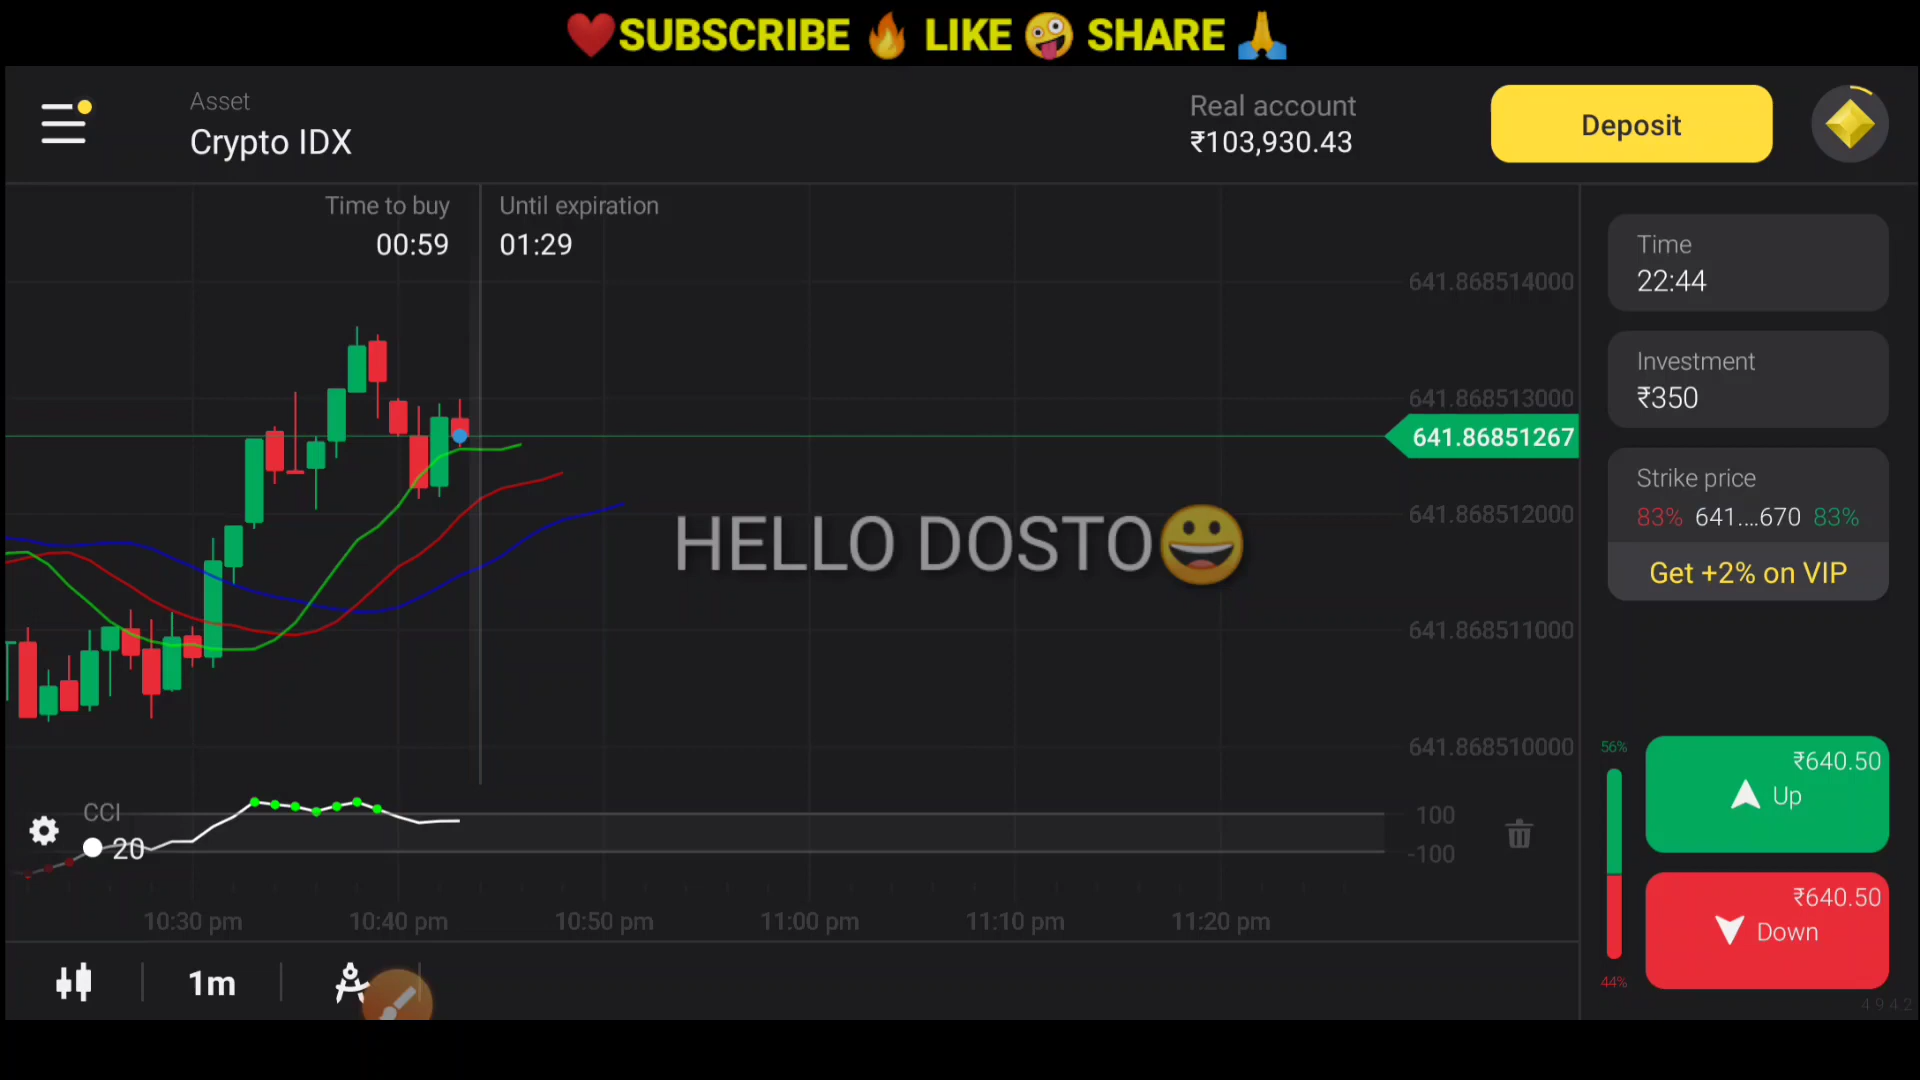 ❤️SUBSCRIBE 🔥 LIKE 🤪 SHARE 🙏
Asset
Crypto IDX
Real account
₹103,930.43
Deposit
Time to buy
00:59
Until expiration
01:29
641.868514000
641.868513000
641.86851267
641.868512000
641.868511000
641.868510000
HELLO DOSTO😀
Time
22:44
Investment
₹350
Strike price
83% 641....670 83%
Get +2% on VIP
56%
₹640.50
Up
₹640.50
Down
44%
4.9.4.2
CCI
20
100
-100
10:30 pm
10:40 pm
10:50 pm
11:00 pm
11:10 pm
11:20 pm
1m